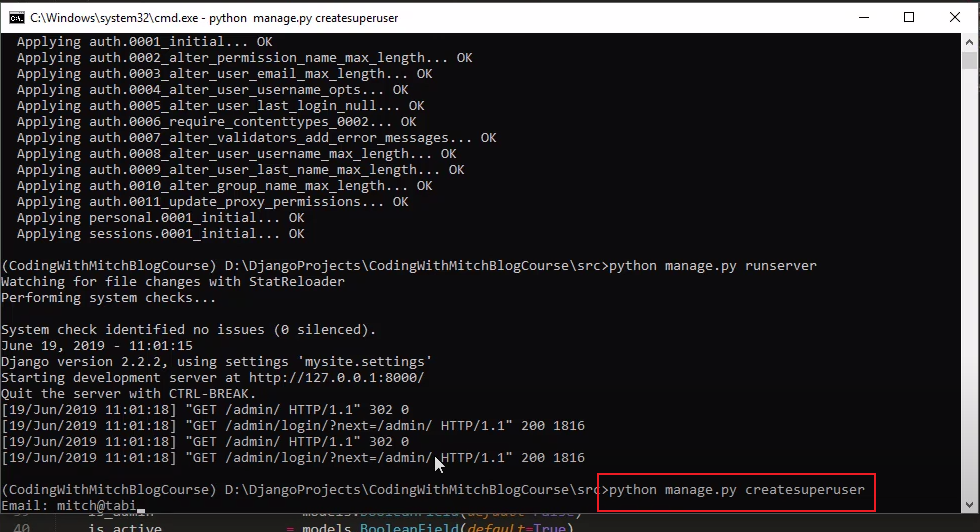 C:\Windows\system32\cmd.exe - python manage.py createsuperuser
Applying auth.0001_initial... OK
Applying auth.0002_alter_permission_name_max_length... OK
Applying auth.0003_alter_user_email_max_length... OK
Applying auth.0004_alter_user_username_opts... OK
Applying auth.0005_alter_user_last_login_null... OK
Applying auth.0006_require_contenttypes_0002... OK
Applying auth.0007_alter_validators_add_error_messages... OK
Applying auth.0008_alter_user_username_max_length... OK
Applying auth.0009_alter_user_last_name_max_length... OK
Applying auth.0010_alter_group_name_max_length... OK
Applying auth.0011_update_proxy_permissions... OK
Applying personal.0001_initial... OK
Applying sessions.0001_initial... OK
(CodingWithMitchBlogCourse) D:\DjangoProjects\CodingWithMitchBlogCourse\src>python manage.py runserver
Watching for file changes with StatReloader
Performing system checks...
System check identified no issues (0 silenced).
June 19, 2019 - 11:01:15
Django version 2.2.2, using settings 'mysite.settings'
Starting development server at http://127.0.0.1:8000/
Quit the server with CTRL-BREAK.
[19/Jun/2019 11:01:18] "GET /admin/ HTTP/1.1" 302 0
[19/Jun/2019 11:01:18] "GET /admin/login/?next=/admin/ HTTP/1.1" 200 1816
[19/Jun/2019 11:01:18] "GET /admin/ HTTP/1.1" 302 0
[19/Jun/2019 11:01:18] "GET /admin/login/?next=/admin/ HTTP/1.1" 200 1816
(CodingWithMitchBlogCourse) D:\DjangoProjects\CodingWithMitchBlogCourse\src>python manage.py createsuperuser
Email: mitch@tabi
39 is_admin = models.BooleanField(default=False)
40 is_active = models.BooleanField(default=True)